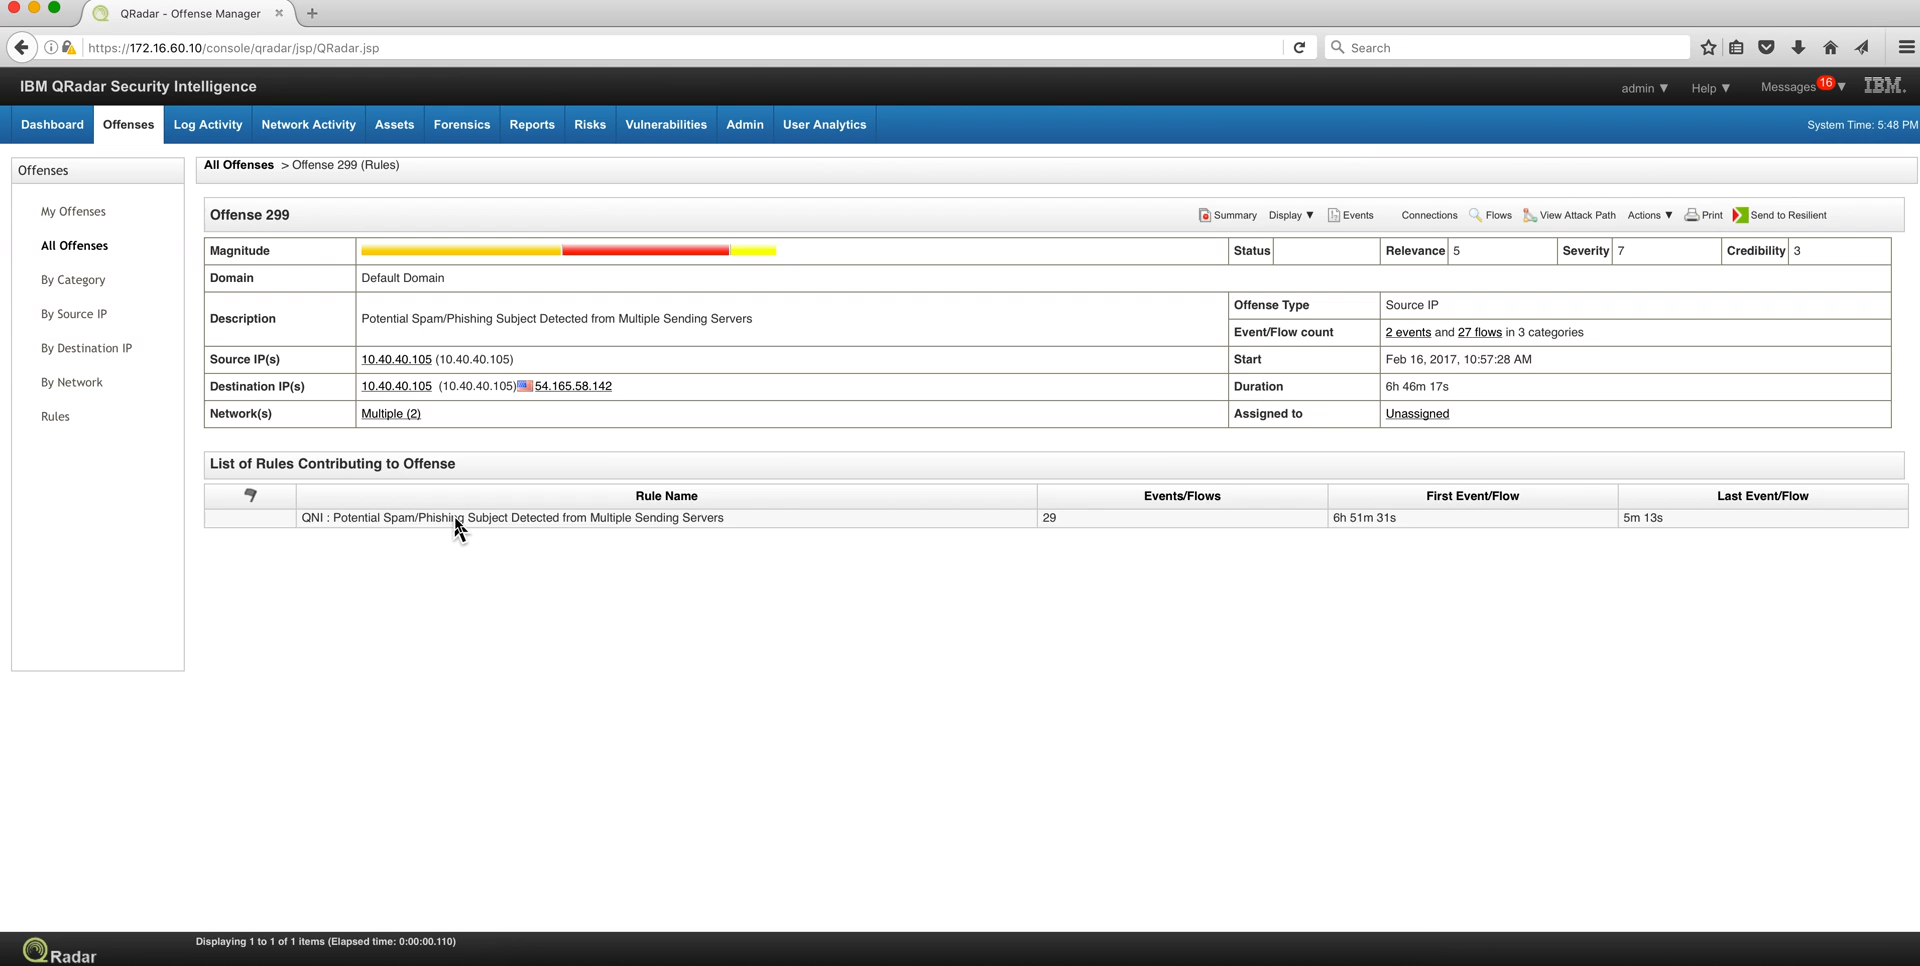 QRadar - Offense Manager
https://172.16.60.10/console/qradar/jsp/QRadar.jsp Search
IBM QRadar Security Intelligence admin ▼ Help ▼ Messages 16 ▼ IBM.
Dashboard Offenses Log Activity Network Activity Assets Forensics Reports Risks Vulnerabilities Admin User Analytics System Time: 5:48 PM
Offenses
My Offenses
All Offenses
By Category
By Source IP
By Destination IP
By Network
Rules
All Offenses > Offense 299 (Rules)
Offense 299 Summary Display ▼ Events Connections Flows View Attack Path Actions ▼ Print Send to Resilient
Magnitude Status Relevance 5 Severity 7 Credibility 3
Domain Default Domain
Description Potential Spam/Phishing Subject Detected from Multiple Sending Servers
Offense Type Source IP
Event/Flow count 2 events and 27 flows in 3 categories
Source IP(s) 10.40.40.105 (10.40.40.105) Start Feb 16, 2017, 10:57:28 AM
Destination IP(s) 10.40.40.105 (10.40.40.105) 54.165.58.142 Duration 6h 46m 17s
Network(s) Multiple (2) Assigned to Unassigned
List of Rules Contributing to Offense
Rule Name Events/Flows First Event/Flow Last Event/Flow
QNI : Potential Spam/Phishing Subject Detected from Multiple Sending Servers 29 6h 51m 31s 5m 13s
QRadar
Displaying 1 to 1 of 1 items (Elapsed time: 0:00:00.110)